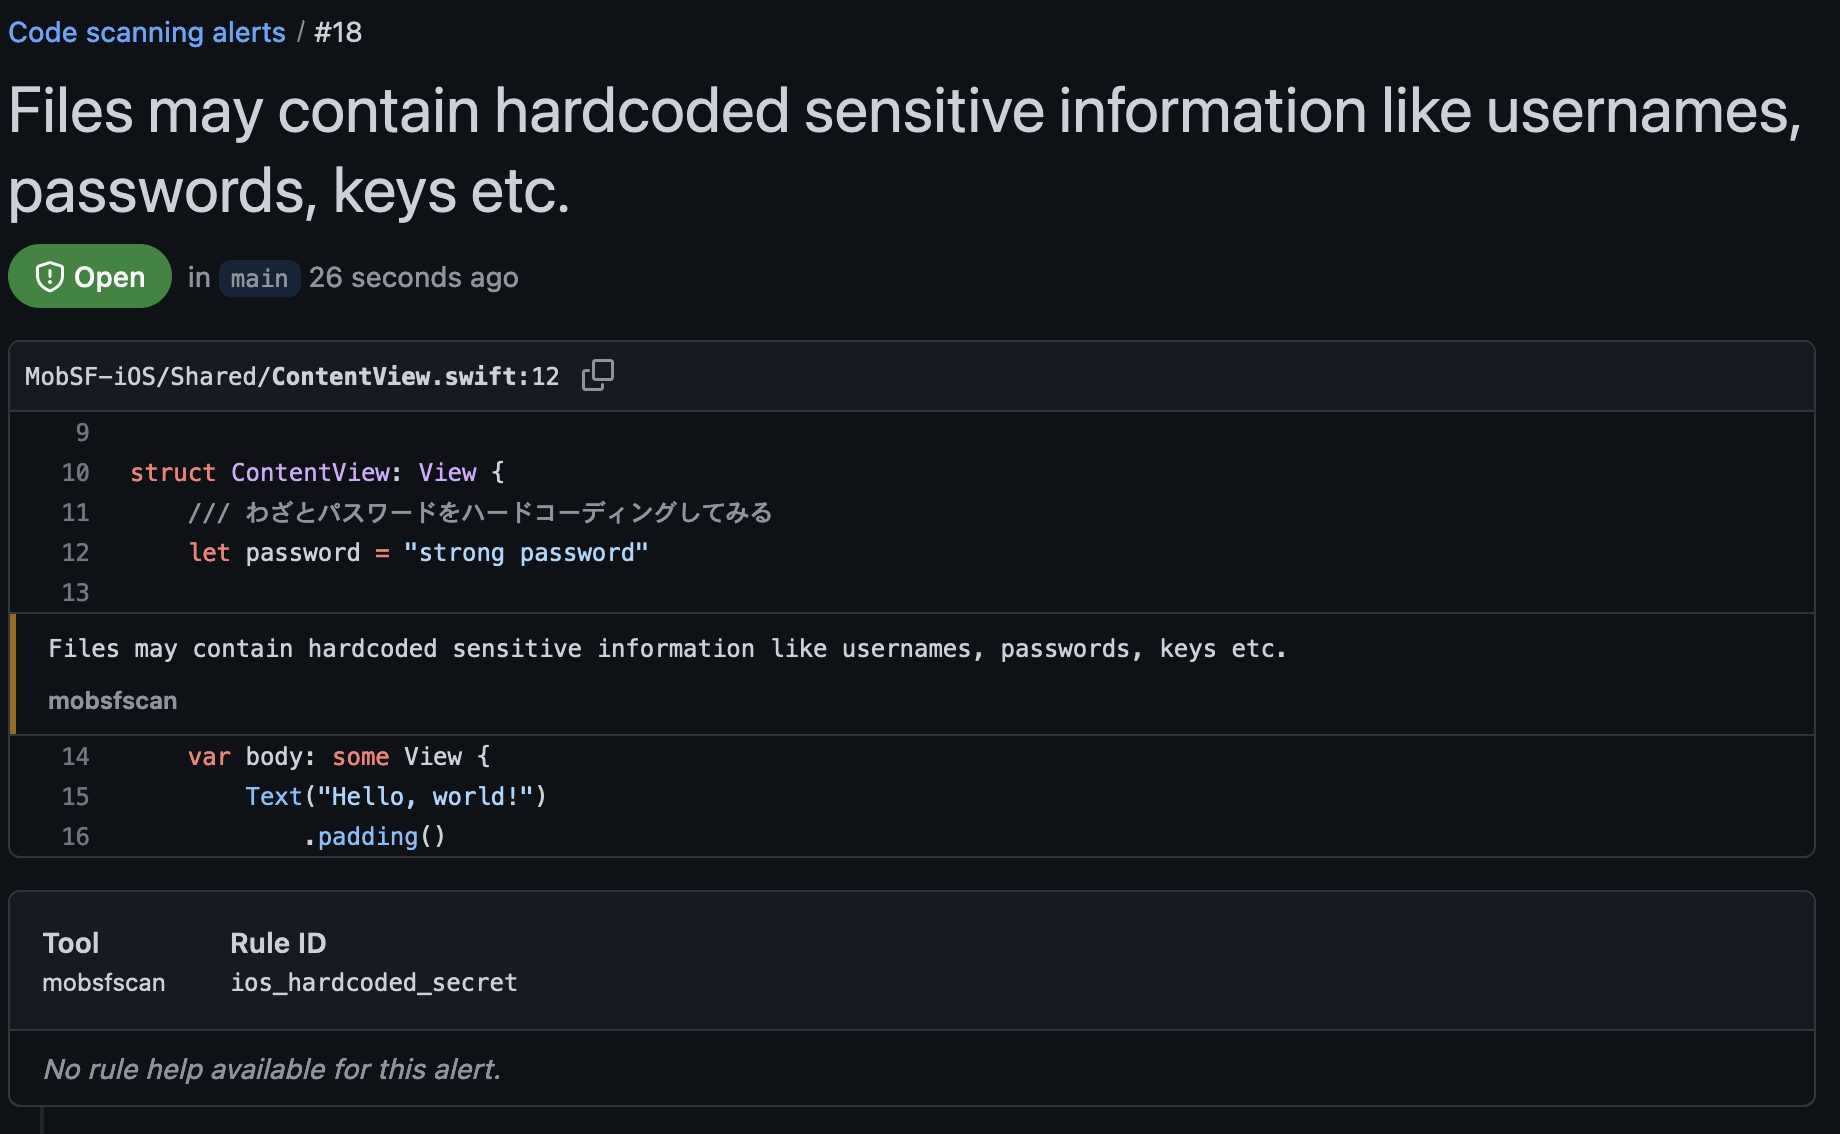 Code scanning alerts / #18
Files may contain hardcoded sensitive information like usernames,
passwords, keys etc.
Open in main 26 seconds ago
MobSF-iOS/Shared/ContentView.swift:12
9
10 struct ContentView: View {
11 /// わざとパスワードをハードコーディングしてみる
12 let password = "strong password"
13
Files may contain hardcoded sensitive information like usernames, passwords, keys etc.
mobsfscan
14 var body: some View {
15 Text("Hello, world!")
16 .padding()
Tool Rule ID
mobsfscan ios_hardcoded_secret
No rule help available for this alert.